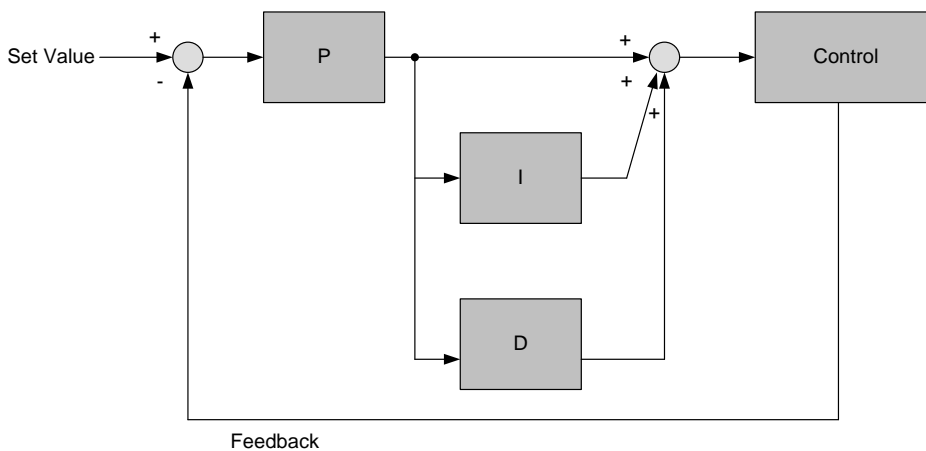 +
Set Value
-
P
+
+
+
Control
I
D
Feedback